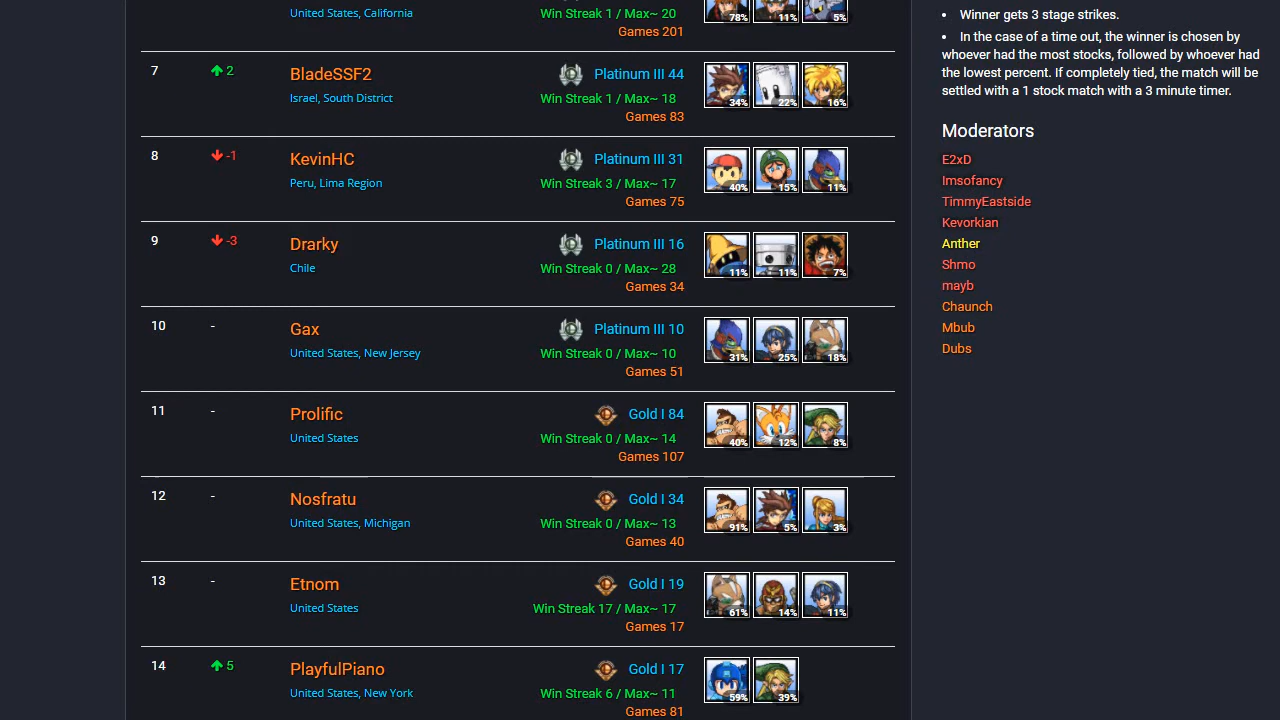 United States, California
Win Streak 1 / Max~ 20
Games 201
78%
11%
5%
7
2
BladeSSF2
Israel, South District
Platinum III 44
Win Streak 1 / Max~ 18
Games 83
34%
22%
16%
8
-1
KevinHC
Peru, Lima Region
Platinum III 31
Win Streak 3 / Max~ 17
Games 75
40%
15%
11%
9
-3
Drarky
Chile
Platinum III 16
Win Streak 0 / Max~ 28
Games 34
11%
11%
7%
10
-
Gax
United States, New Jersey
Platinum III 10
Win Streak 0 / Max~ 10
Games 51
31%
25%
18%
11
-
Prolific
United States
Gold I 84
Win Streak 0 / Max~ 14
Games 107
40%
12%
8%
12
-
Nosfratu
United States, Michigan
Gold I 34
Win Streak 0 / Max~ 13
Games 40
91%
5%
3%
13
-
Etnom
United States
Gold I 19
Win Streak 17 / Max~ 17
Games 17
61%
14%
11%
14
5
PlayfulPiano
United States, New York
Gold I 17
Win Streak 6 / Max~ 11
Games 81
59%
39%
• Winner gets 3 stage strikes.
• In the case of a time out, the winner is chosen by
whoever had the most stocks, followed by whoever had
the lowest percent. If completely tied, the match will be
settled with a 1 stock match with a 3 minute timer.
Moderators
E2xD
Imsofancy
TimmyEastside
Kevorkian
Anther
Shmo
mayb
Chaunch
Mbub
Dubs